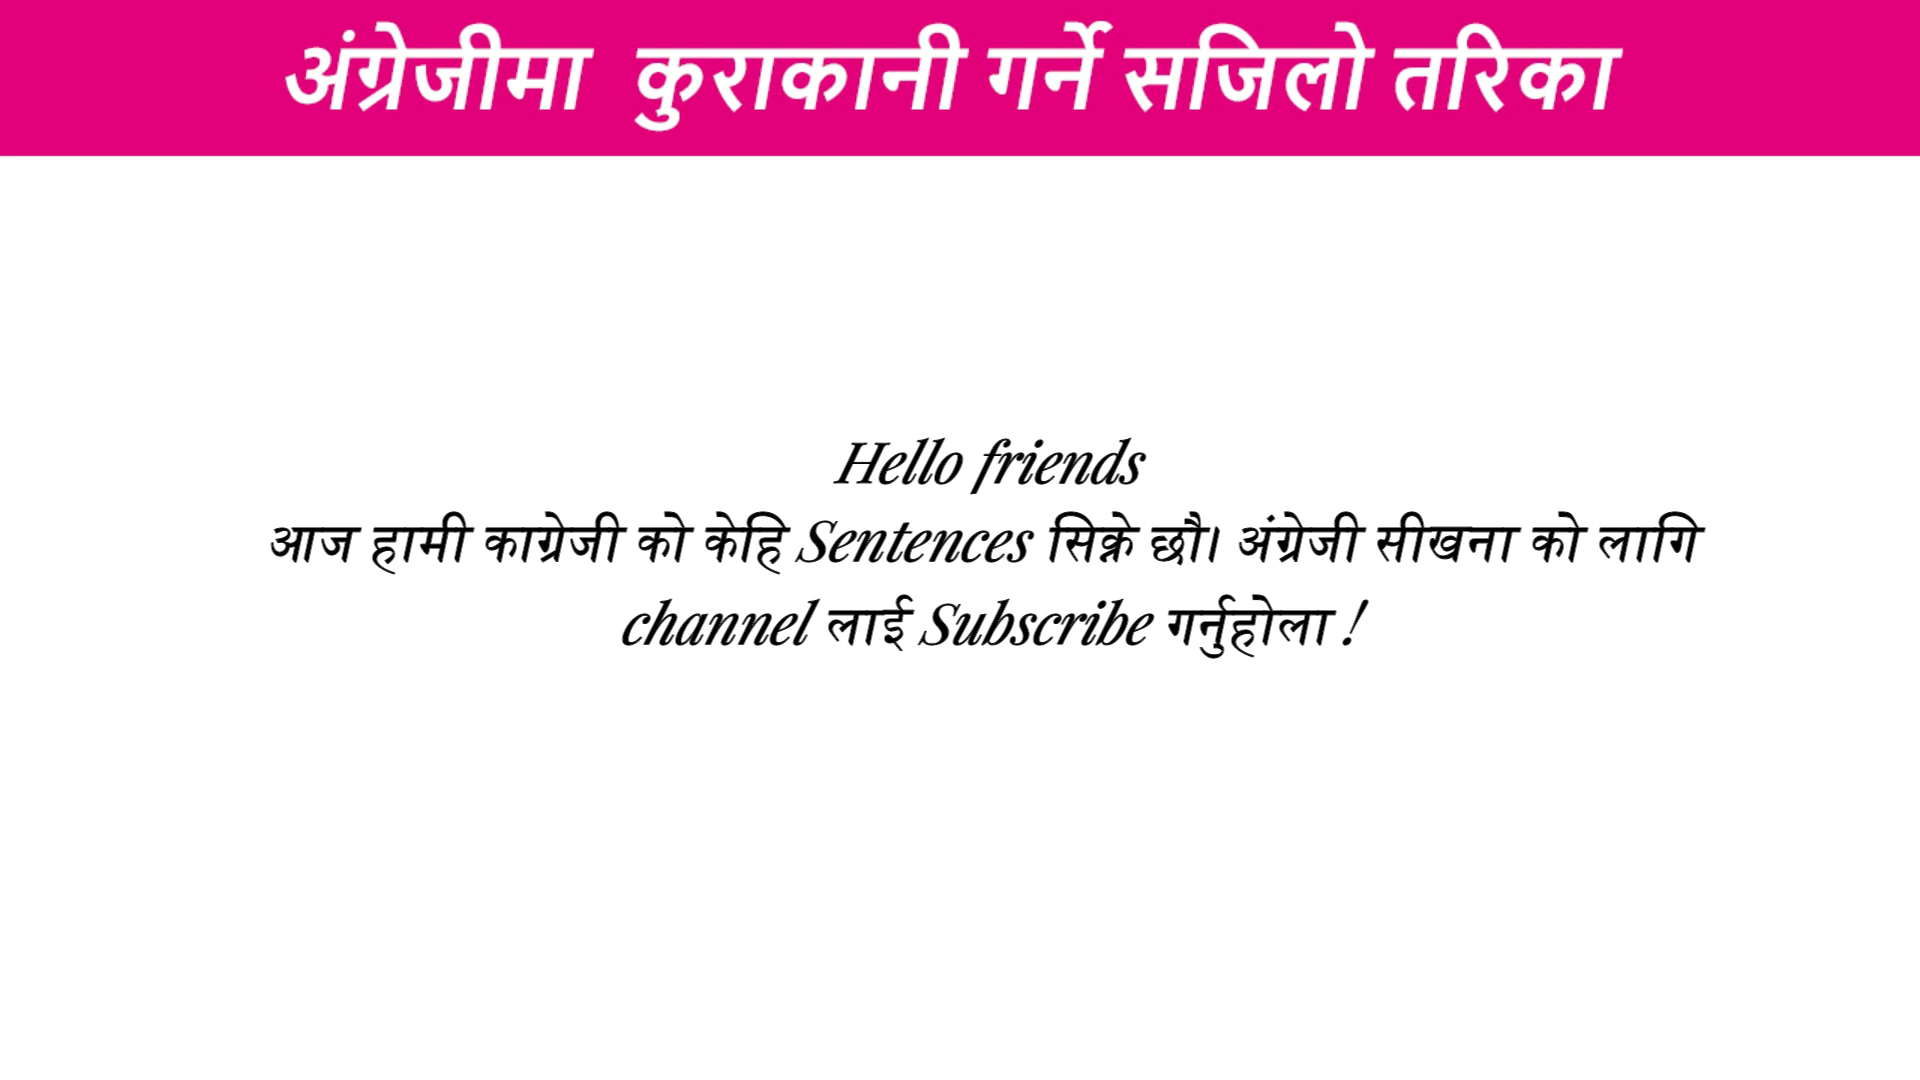 अंग्रेजीमा कुराकानी गर्ने सजिलो तरिका
Hello friends
आज हामी काग्रेजी को केहि Sentences सिक्ने छौ। अंग्रेजी सीखना को लागि
channel लाई Subscribe गर्नुहोला !